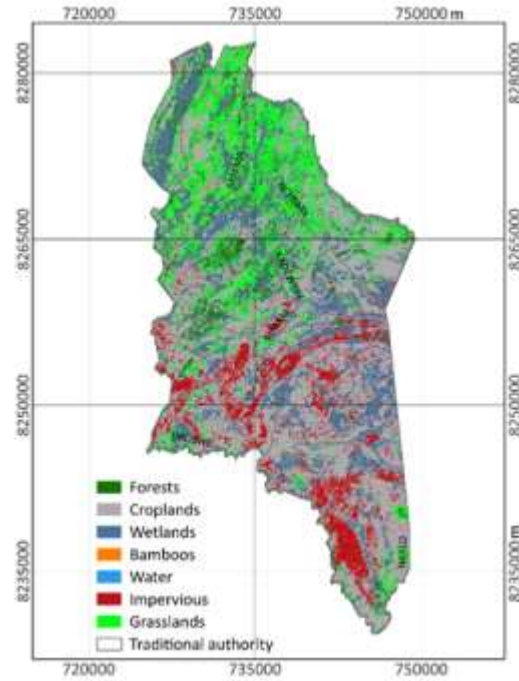 720000 735000 750000 m
8280000 8280000
8265000 8265000
8250000 8250000
Forests
Croplands
Wetlands
Bamboos
Water
Impervious
Grasslands
Traditional authority
8235000 8235000 m
720000 735000 750000